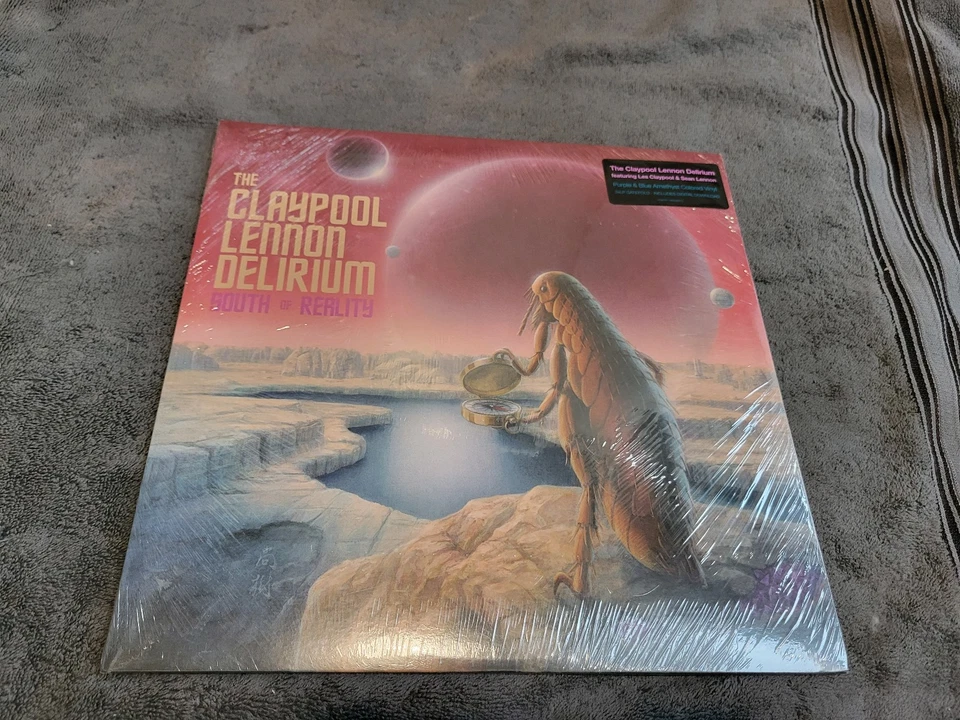 THE
CLAYPOOL
LENNON
DELIRIUM
SOUTH OF REALITY
The Claypool Lennon Delirium
featuring Les Claypool & Sean Lennon
Purple & Blue Amethyst Colored Vinyl